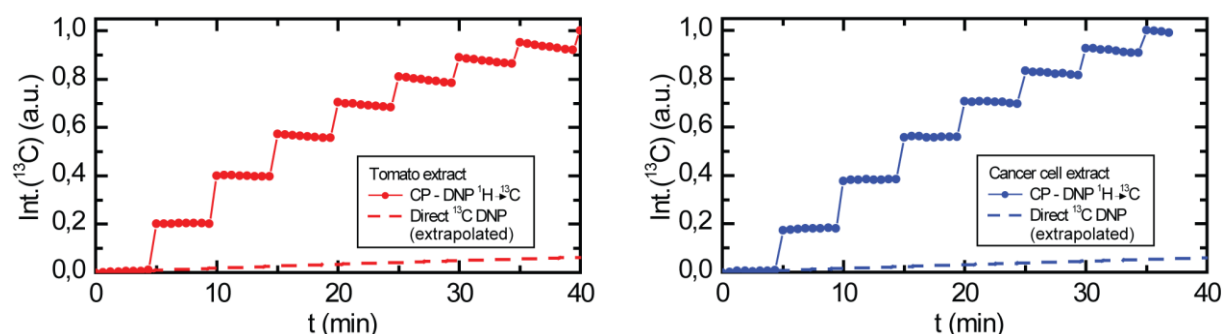 Int.(¹³C) (a.u.)
1,0
0,8
0,6
0,4
0,2
0,0
Tomato extract
CP - DNP ¹H➤¹³C
Direct ¹³C DNP
(extrapolated)
0
10
20
30
40
t (min)
Int.(¹³C) (a.u.)
1,0
0,8
0,6
0,4
0,2
0,0
Cancer cell extract
CP - DNP ¹H➤¹³C
Direct ¹³C DNP
(extrapolated)
0
10
20
30
40
t (min)